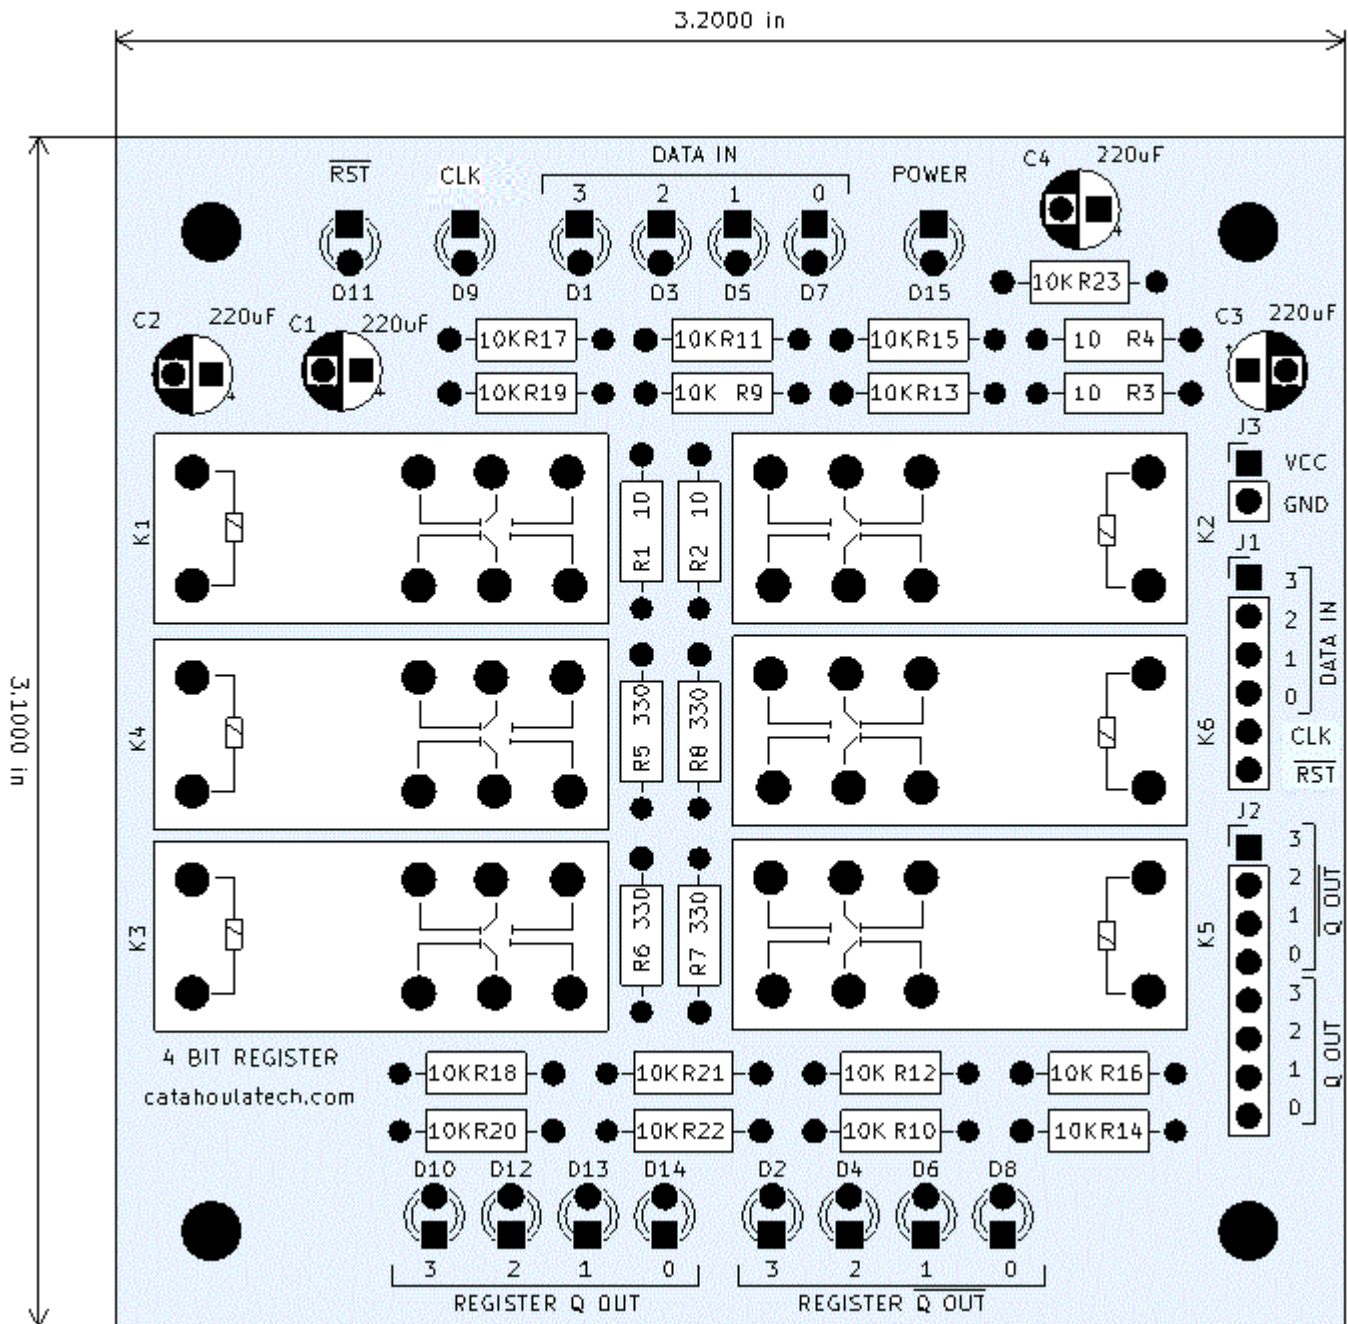 3.2000 in
DATA IN
C4 220uF
RST CLK 3 2 1 0 POWER
D11 D9 D1 D3 D5 D7 D15
10K R23
C2 220uF C1 220uF C3 220uF
10K R17 10K R11 10K R15 10 R4
10K R19 10K R9 10K R13 10 R3
J3
VCC
GND
K1 R1 10 R2 10 K2
J1
3
2
1
0
DATA IN
CLK
RST
3.1000 in
K4 R5 330 R8 330 K6
J2
3
2
1
0
Q OUT
3
2
1
0
Q OUT
K3 R6 330 R7 330 K5
4 BIT REGISTER
catahoulatech.com
10K R18 10K R21 10K R12 10K R16
10K R20 10K R22 10K R10 10K R14
D10 D12 D13 D14 D2 D4 D6 D8
3 2 1 0 3 2 1 0
REGISTER Q OUT REGISTER Q OUT